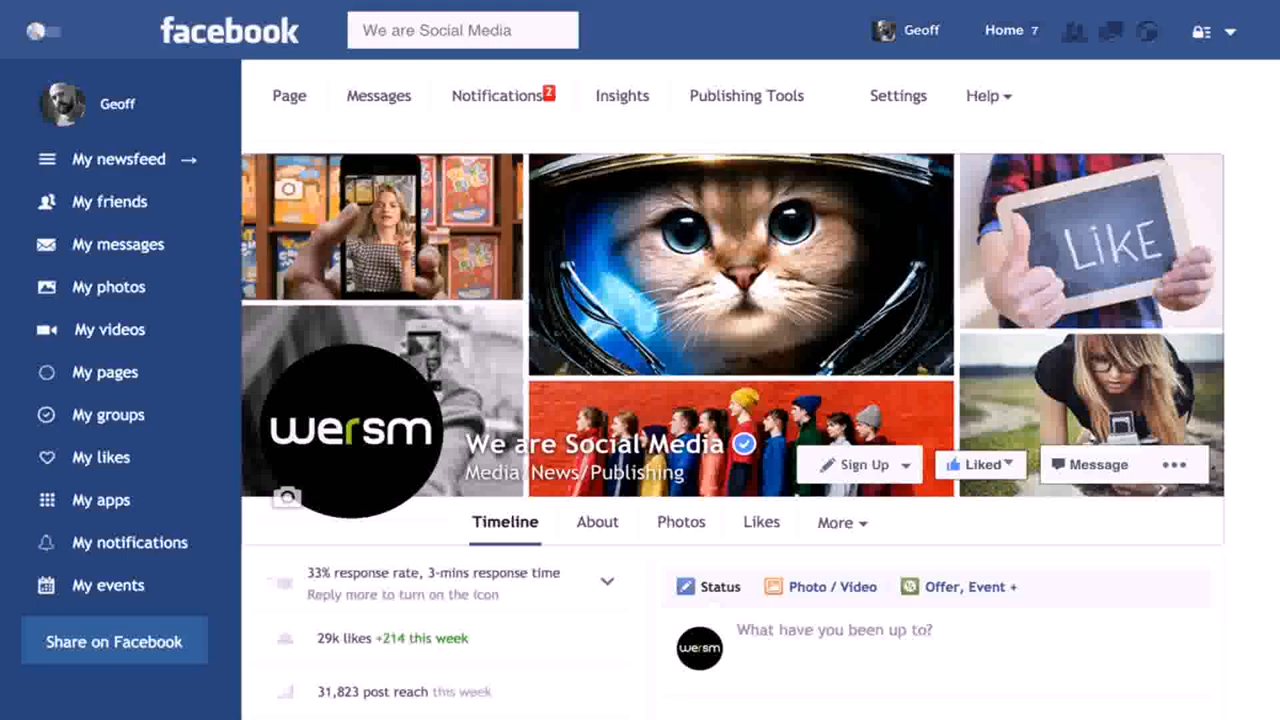 facebook
We are Social Media
Geoff
Home 7
Geoff
My newsfeed
My friends
My messages
My photos
My videos
My pages
My groups
My likes
My apps
My notifications
My events
Share on Facebook
Page Messages Notifications 2 Insights Publishing Tools Settings Help
LIKE
wersm
We are Social Media
Media/News/Publishing
Sign Up Liked Message
Timeline About Photos Likes More
33% response rate, 3-mins response time
Reply more to turn on the icon
29k likes +214 this week
31,823 post reach this week
Status Photo / Video Offer, Event +
wersm
What have you been up to?